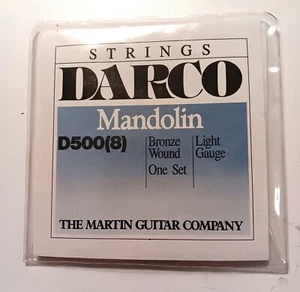 STRINGS
DARCO
Mandolin
D500(8)
Bronze
Wound
One Set
Light
Gauge
THE MARTIN GUITAR COMPANY